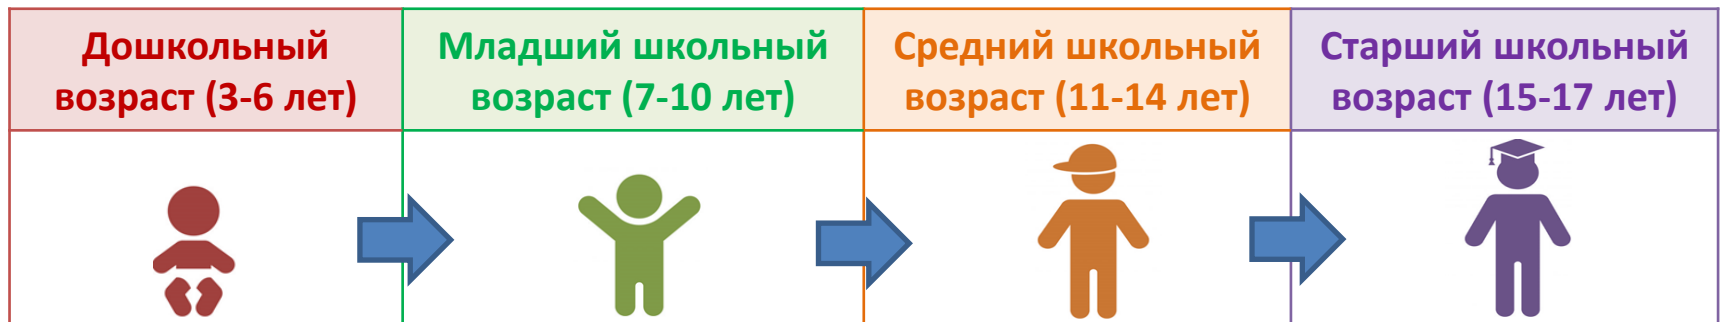 Дошкольный
возраст (3-6 лет)
Младший школьный
возраст (7-10 лет)
Средний школьный
возраст (11-14 лет)
Старший школьный
возраст (15-17 лет)